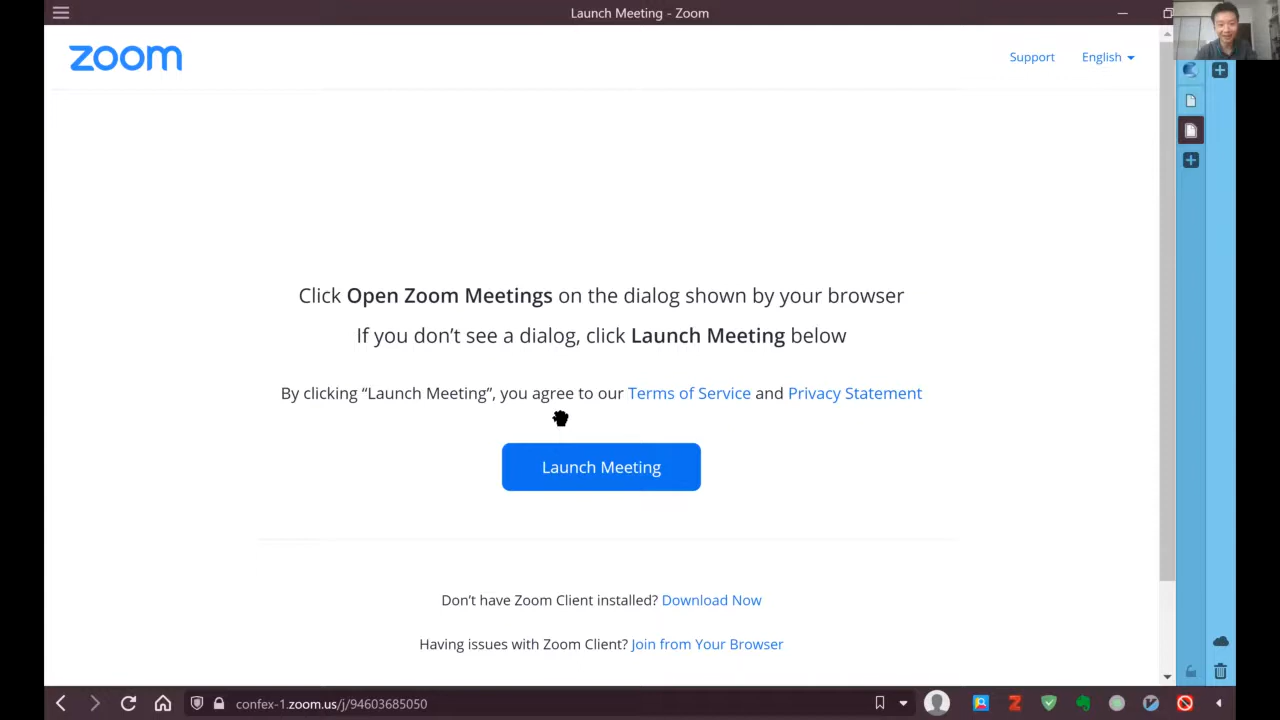 Launch Meeting - Zoom
zoom
Support
English
Click Open Zoom Meetings on the dialog shown by your browser
If you don’t see a dialog, click Launch Meeting below
By clicking “Launch Meeting”, you agree to our Terms of Service and Privacy Statement
Launch Meeting
Don’t have Zoom Client installed? Download Now
Having issues with Zoom Client? Join from Your Browser
confex-1.zoom.us/j/94603685050